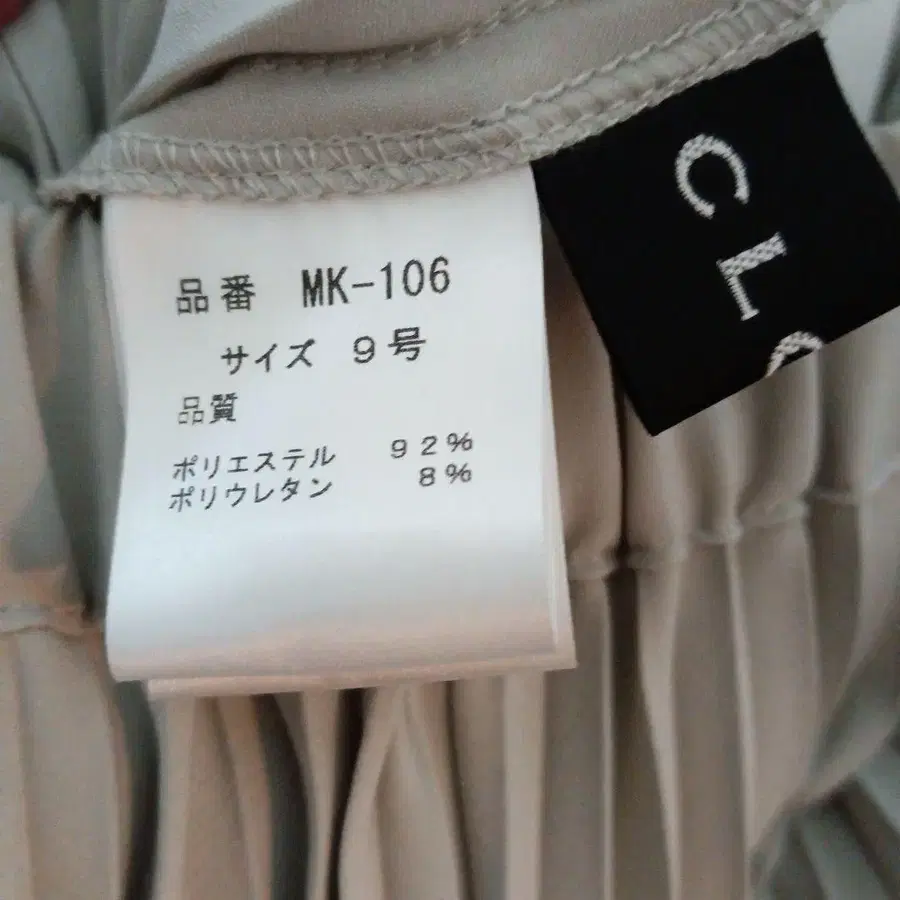 品番 MK-106
サイズ 9号
品質
ポリエステル 92%
ポリウレタン 8%
CL